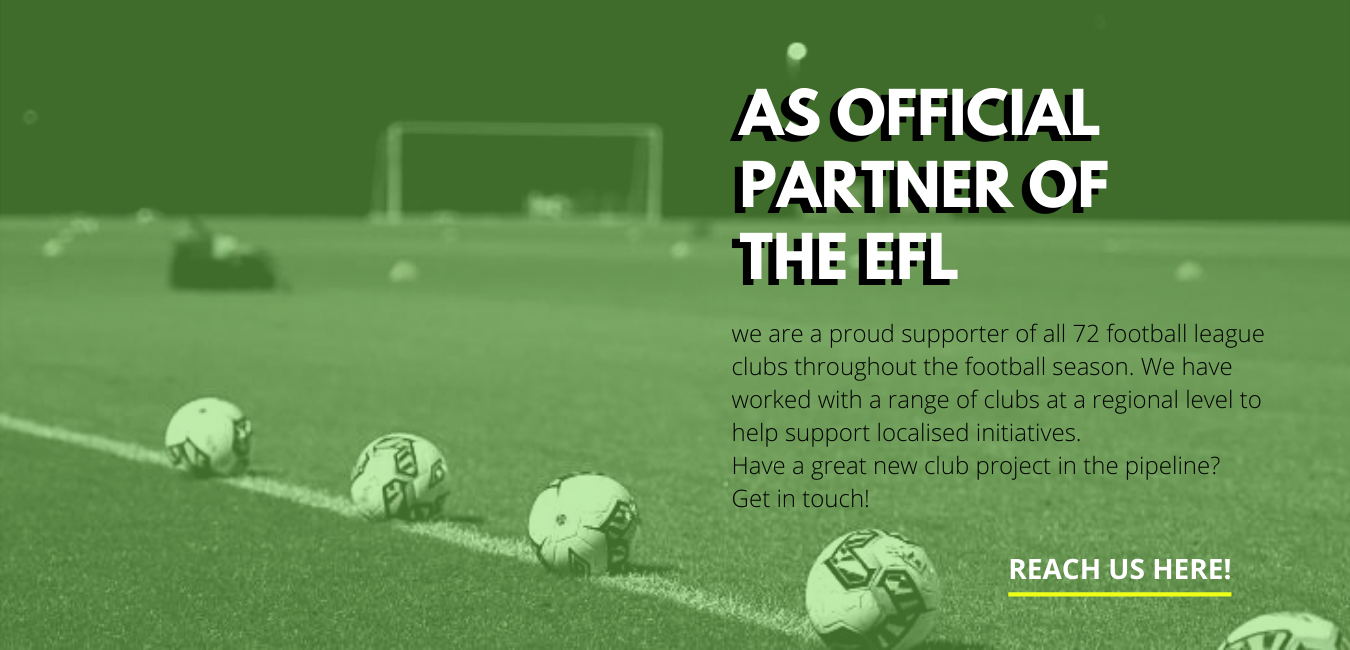 AS OFFICIAL
PARTNER OF
THE EFL
we are a proud supporter of all 72 football league
clubs throughout the football season. We have
worked with a range of clubs at a regional level to
help support localised initiatives.
Have a great new club project in the pipeline?
Get in touch!
REACH US HERE!